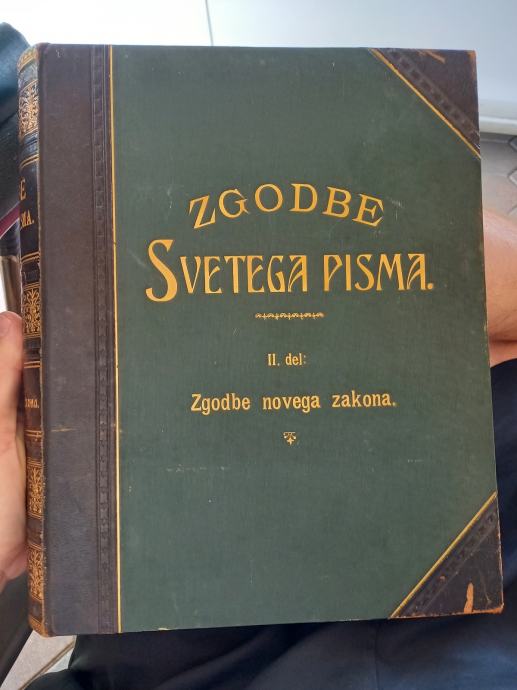 ZGODBE
SVETEGA PISMA.
II. del:
Zgodbe novega zakona.